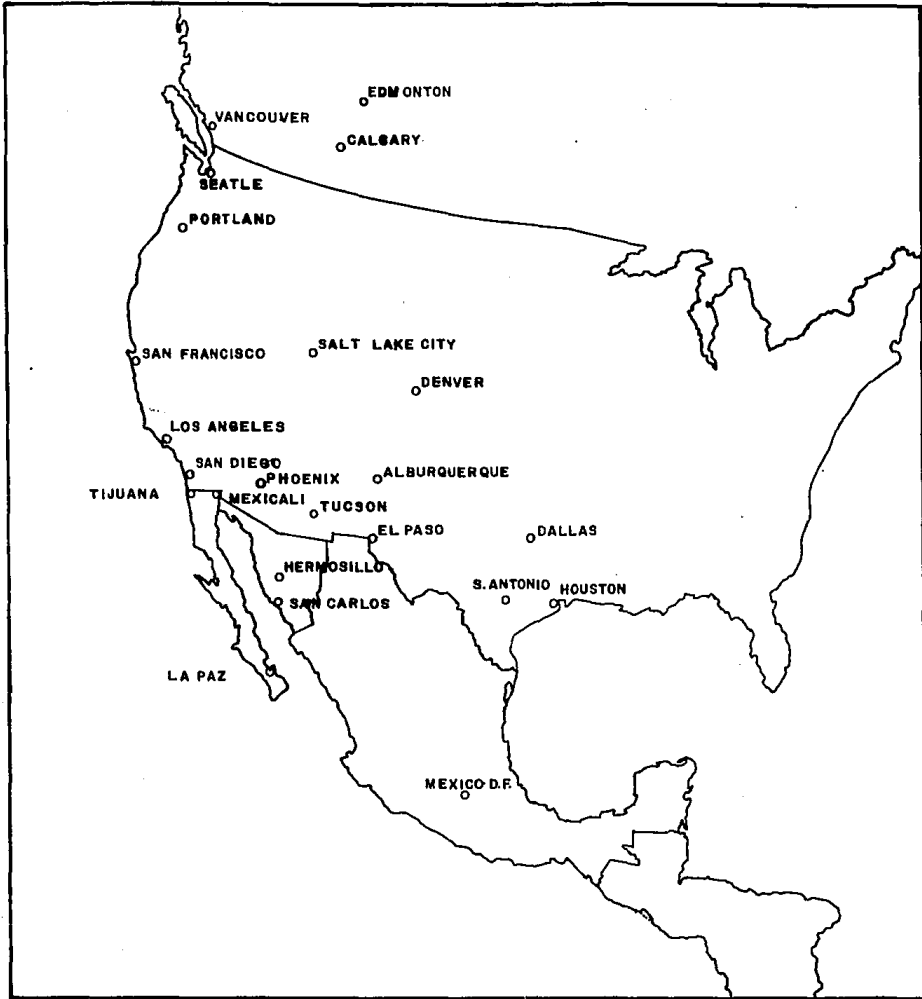 EDMONTON
VANCOUVER
CALGARY
SEATLE
PORTLAND
SAN FRANCISCO
SALT LAKE CITY
DENVER
LOS ANGELES
SAN DIEGO
PHOENIX
ALBURQUERQUE
TIJUANA
MEXICALI
TUCSON
EL PASO
DALLAS
HERMOSILLO
S. ANTONIO
HOUSTON
SAN CARLOS
LA PAZ
MEXICO D.F.